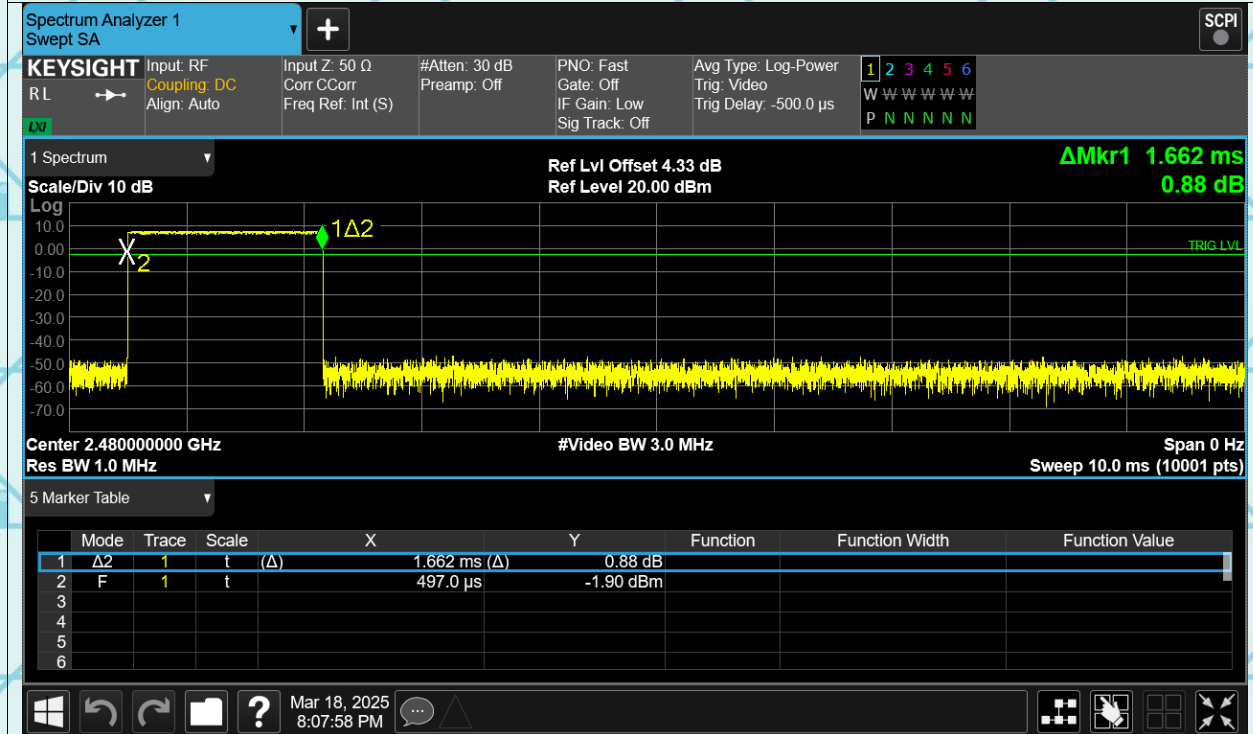 Spectrum Analyzer 1
Swept SA
+
SCPI
KEYSIGHT
R L
LXI
Input: RF
Coupling: DC
Align: Auto
Input Z: 50 Ω
Corr CCorr
Freq Ref: Int (S)
#Atten: 30 dB
Preamp: Off
PNO: Fast
Gate: Off
IF Gain: Low
Sig Track: Off
Avg Type: Log-Power
Trig: Video
Trig Delay: -500.0 µs
1 2 3 4 5 6
W W W W W W
P N N N N N
1 Spectrum
Scale/Div 10 dB
Ref Lvl Offset 4.33 dB
Ref Level 20.00 dBm
ΔMkr1 1.662 ms
0.88 dB
Log
10.0
0.00
-10.0
-20.0
-30.0
-40.0
-50.0
-60.0
-70.0
1Δ2
2
TRIG LVL
Center 2.480000000 GHz
#Video BW 3.0 MHz
Span 0 Hz
Res BW 1.0 MHz
Sweep 10.0 ms (10001 pts)
5 Marker Table
Mode Trace Scale X Y Function Function Width Function Value
1 Δ2 1 t (Δ) 1.662 ms (Δ) 0.88 dB
2 F 1 t 497.0 µs -1.90 dBm
3
4
5
6
?
Mar 18, 2025
8:07:58 PM